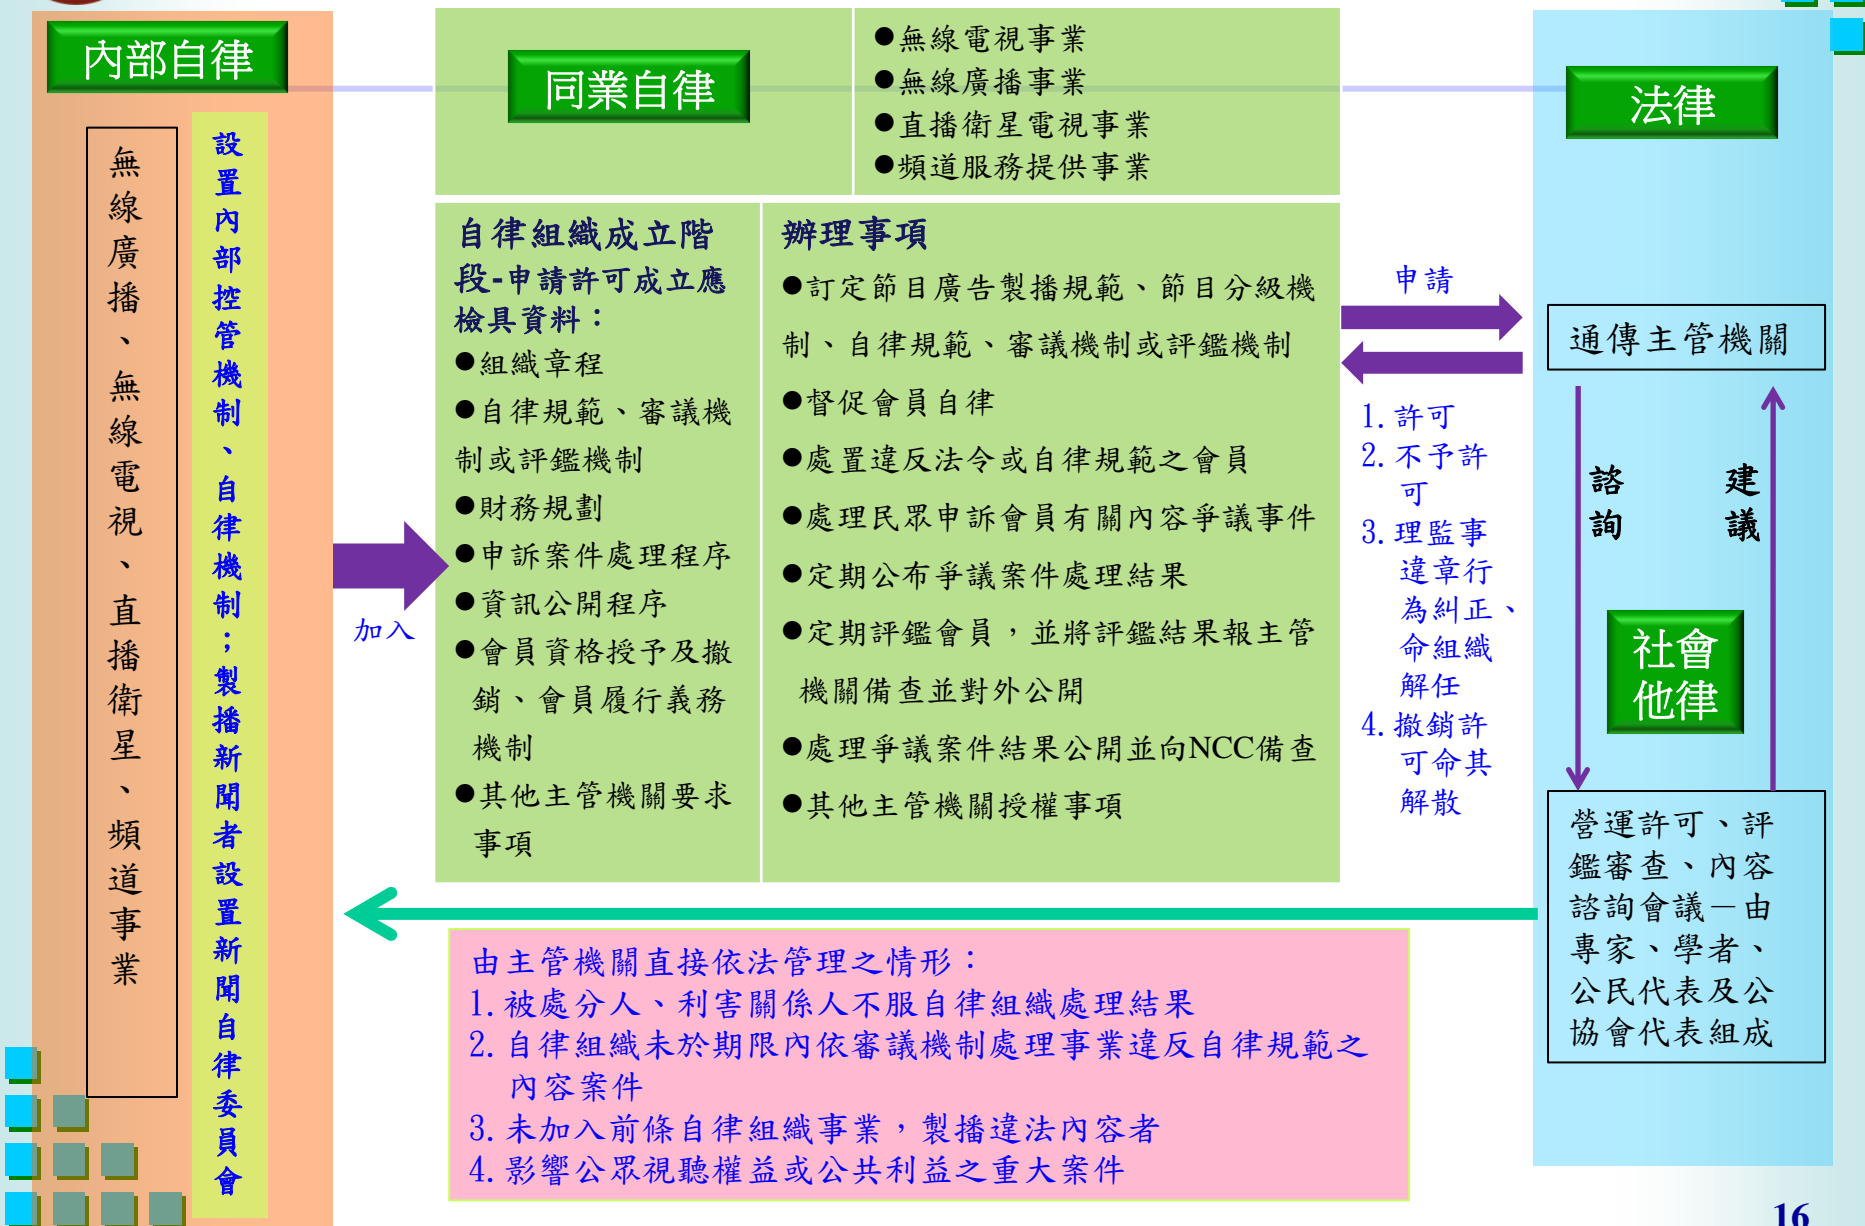 內部自律
無線廣播、無線電視、直播衛星、頻道事業
設置內部控管機制、自律機制；製播新聞者設置新聞自律委員會
加入
同業自律
●無線電視事業
●無線廣播事業
●直播衛星電視事業
●頻道服務提供事業
自律組織成立階
段-申請許可成立應
檢具資料：
●組織章程
●自律規範、審議機
制或評鑑機制
●財務規劃
●申訴案件處理程序
●資訊公開程序
●會員資格授予及撤
銷、會員履行義務
機制
●其他主管機關要求
事項
辦理事項
●訂定節目廣告製播規範、節目分級機
制、自律規範、審議機制或評鑑機制
●督促會員自律
●處置違反法令或自律規範之會員
●處理民眾申訴會員有關內容爭議事件
●定期公布爭議案件處理結果
●定期評鑑會員，並將評鑑結果報主管
機關備查並對外公開
●處理爭議案件結果公開並向NCC備查
●其他主管機關授權事項
申請
1.許可
2.不予許
可
3.理監事
違章行
為糾正、
命組織
解任
4.撤銷許
可命其
解散
法律
通傳主管機關
諮詢
建議
社會
他律
營運許可、評
鑑審查、內容
諮詢會議－由
專家、學者、
公民代表及公
協會代表組成
由主管機關直接依法管理之情形：
1.被處分人、利害關係人不服自律組織處理結果
2.自律組織未於期限內依審議機制處理事業違反自律規範之
內容案件
3.未加入前條自律組織事業，製播違法內容者
4.影響公眾視聽權益或公共利益之重大案件
16